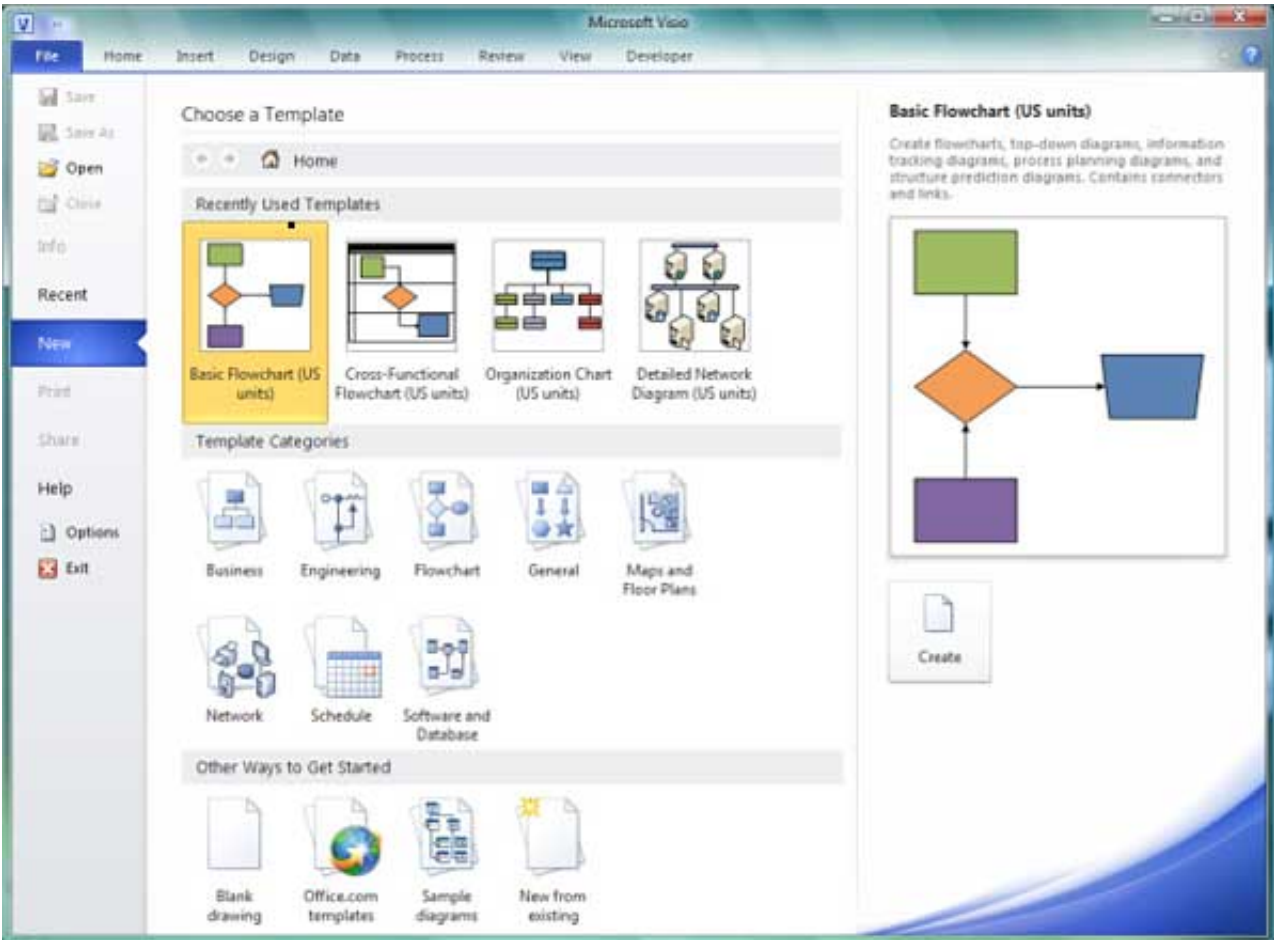 Microsoft Visio
File Home Insert Design Data Process Review View Developer
Save
Save As
Open
Close
Info
Recent
New
Print
Share
Help
Options
Exit
Choose a Template
Home
Recently Used Templates
Basic Flowchart (US
units)
Cross-Functional
Flowchart (US units)
Organization Chart
(US units)
Detailed Network
Diagram (US units)
Template Categories
Business
Engineering
Flowchart
General
Maps and
Floor Plans
Network
Schedule
Software and
Database
Other Ways to Get Started
Blank
drawing
Office.com
templates
Sample
diagrams
New from
existing
Basic Flowchart (US units)
Create flowcharts, top-down diagrams, information
tracking diagrams, process planning diagrams, and
structure prediction diagrams. Contains connectors
and links.
Create